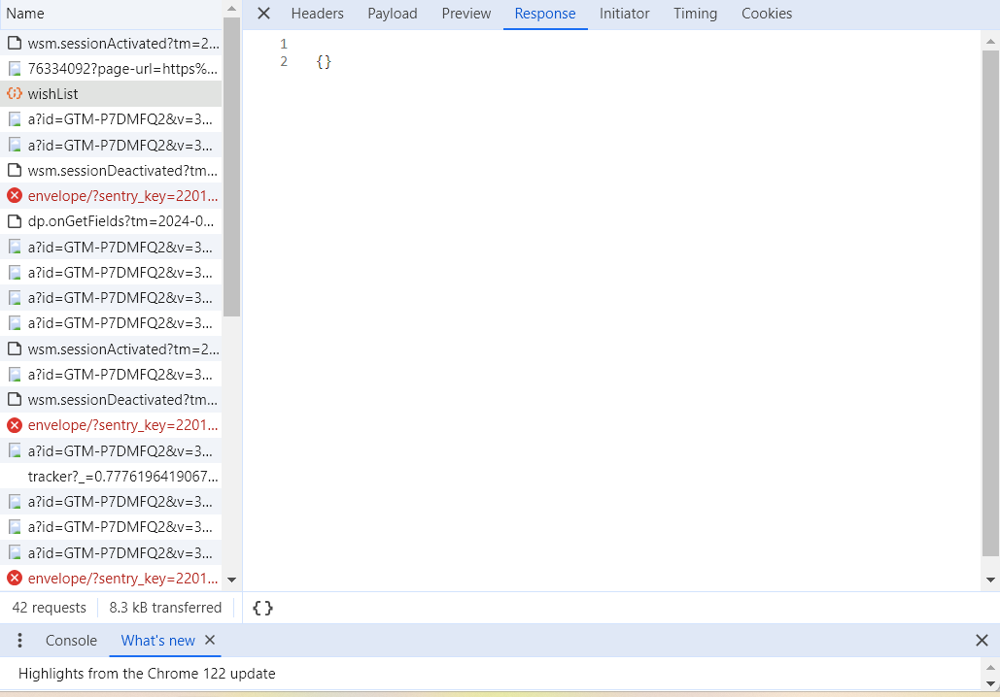 Name
Headers Payload Preview Response Initiator Timing Cookies
wsm.sessionActivated?tm=2...
76334092?page-url=https%...
wishList
a?id=GTM-P7DMFQ2&v=3...
a?id=GTM-P7DMFQ2&v=3...
wsm.sessionDeactivated?tm...
envelope/?sentry_key=2201...
dp.onGetFields?tm=2024-0...
a?id=GTM-P7DMFQ2&v=3...
a?id=GTM-P7DMFQ2&v=3...
a?id=GTM-P7DMFQ2&v=3...
a?id=GTM-P7DMFQ2&v=3...
wsm.sessionActivated?tm=2...
a?id=GTM-P7DMFQ2&v=3...
wsm.sessionDeactivated?tm...
envelope/?sentry_key=2201...
a?id=GTM-P7DMFQ2&v=3...
tracker?_=0.7776196419067...
a?id=GTM-P7DMFQ2&v=3...
a?id=GTM-P7DMFQ2&v=3...
a?id=GTM-P7DMFQ2&v=3...
envelope/?sentry_key=2201...
1
2 {}
42 requests 8.3 kB transferred {}
Console What's new
Highlights from the Chrome 122 update